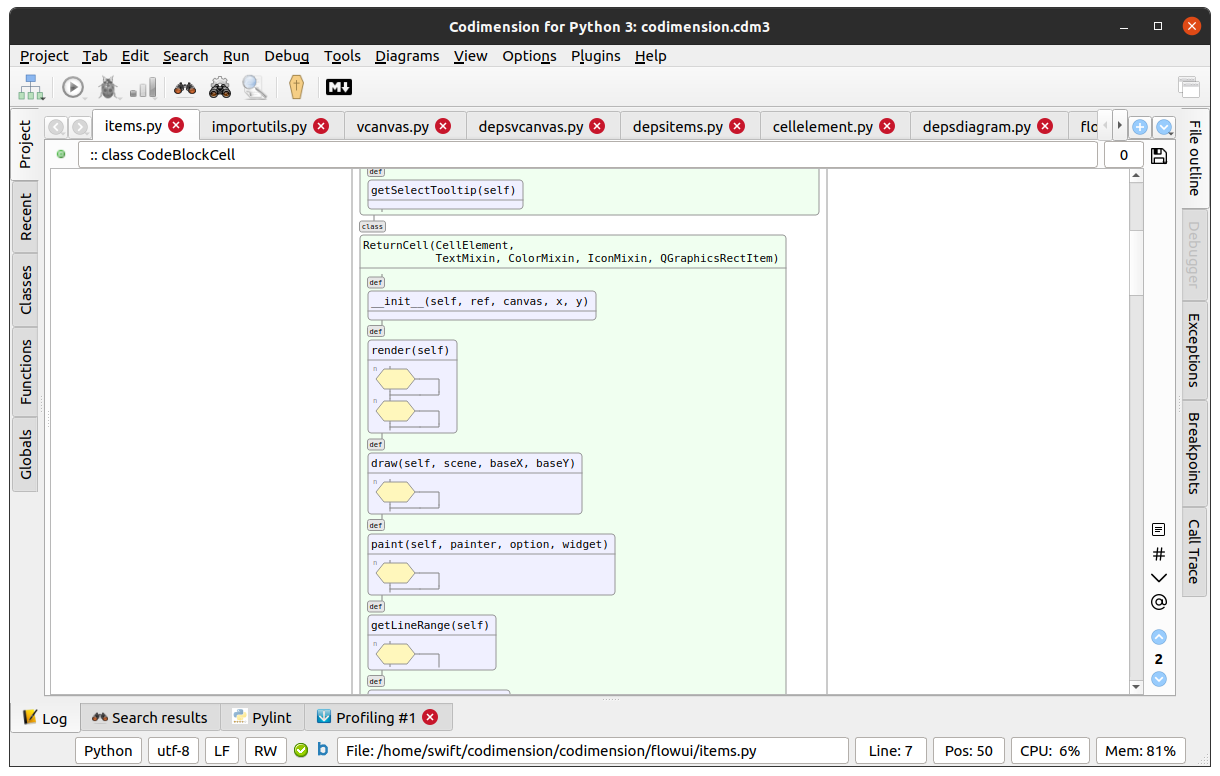 Codimension for Python 3: codimension.cdm3
Project Tab Edit Search Run Debug Tools Diagrams View Options Plugins Help
M
items.py importutils.py vcanvas.py depsvcanvas.py depsitems.py cellelement.py depsdiagram.py flo
:: class CodeBlockCell 0
Project
Recent
Classes
Functions
Globals
def
getSelectTooltip(self)
class
ReturnCell(CellElement,
TextMixin, ColorMixin, IconMixin, QGraphicsRectItem)
def
__init__(self, ref, canvas, x, y)
def
render(self)
n
n
def
draw(self, scene, baseX, baseY)
n
def
paint(self, painter, option, widget)
n
def
getLineRange(self)
n
def
#
@
2
File outline
Debugger
Exceptions
Breakpoints
Call Trace
Log Search results Pylint Profiling #1
Python utf-8 LF RW b File: /home/swift/codimension/codimension/flowui/items.py Line: 7 Pos: 50 CPU: 6% Mem: 81%